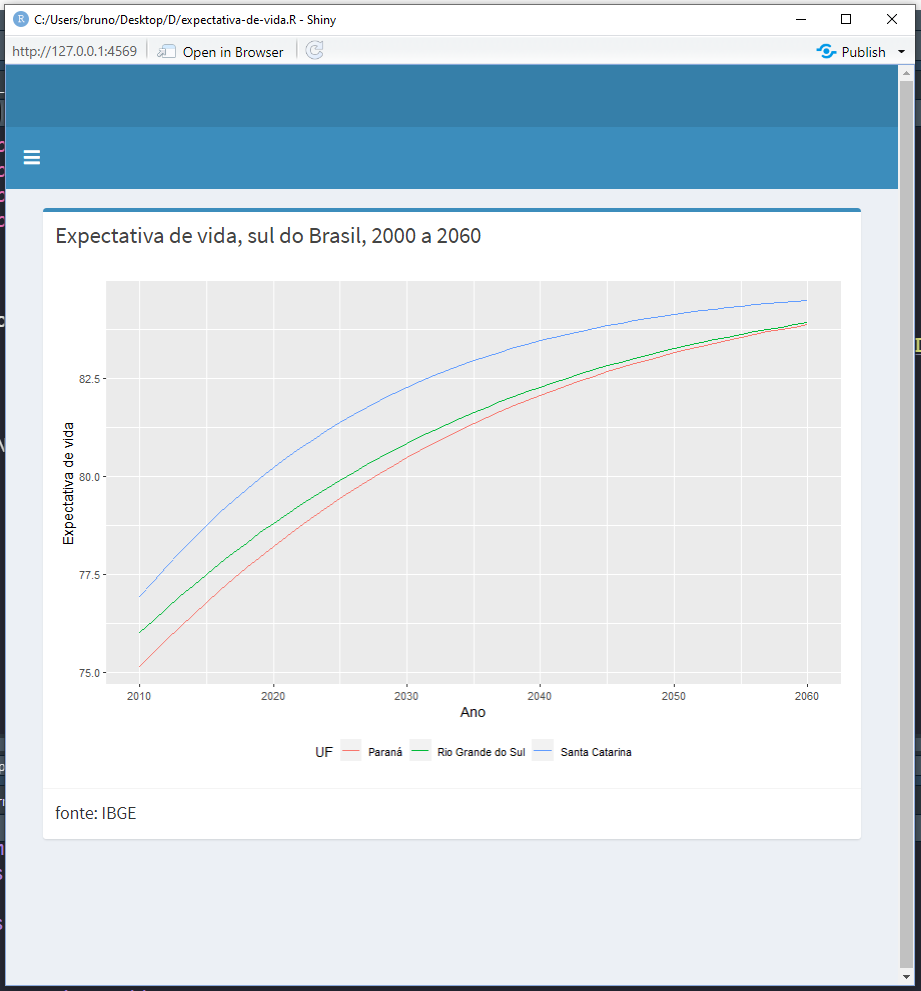 R C:/Users/bruno/Desktop/D/expectativa-de-vida.R - Shiny
http://127.0.0.1:4569 Open in Browser Publish
Expectativa de vida, sul do Brasil, 2000 a 2060
Expectativa de vida
82.5
80.0
77.5
75.0
2010 2020 2030 2040 2050 2060
Ano
UF Paraná Rio Grande do Sul Santa Catarina
fonte: IBGE